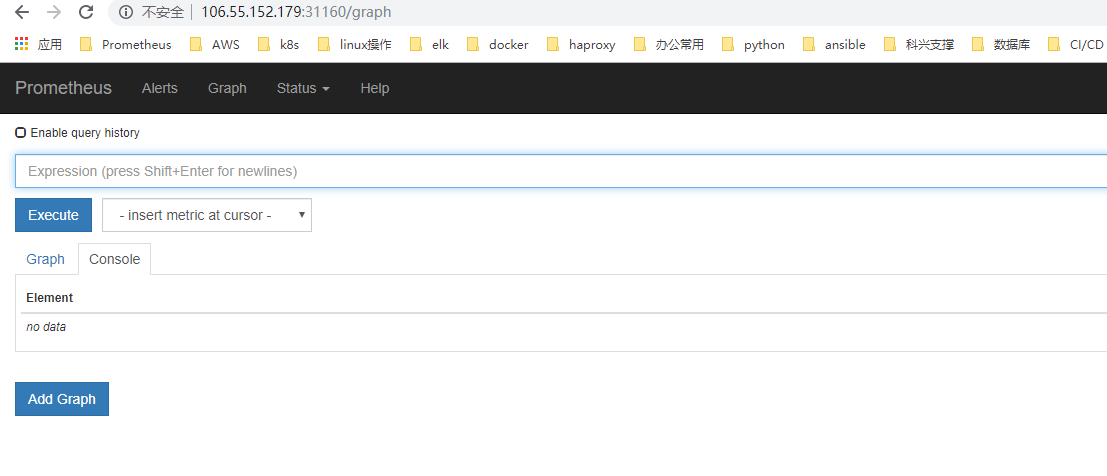 不安全 106.55.152.179:31160/graph
应用 Prometheus AWS k8s linux操作 elk docker haproxy 办公常用 python ansible 科兴支撑 数据库 CI/CD
Prometheus Alerts Graph Status Help
Enable query history
Expression (press Shift+Enter for newlines)
Execute - insert metric at cursor -
Graph Console
Element
no data
Add Graph